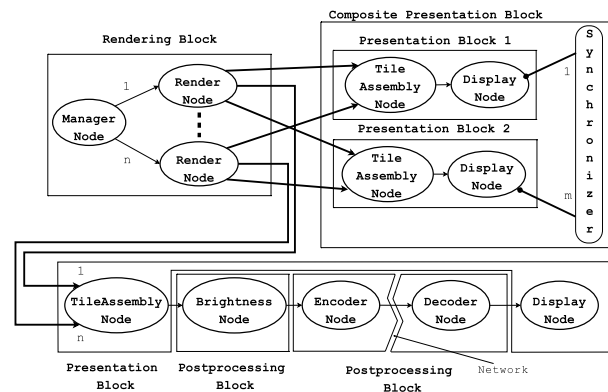 Composite Presentation Block
Rendering Block
Presentation Block 1
Synchronizer
1
Render
Node
Tile
Assembly
Node
Display
Node
1
Manager
Node
Presentation Block 2
n
Render
Node
Tile
Assembly
Node
Display
Node
m
1
TileAssembly
Node
n
Brightness
Node
Encoder
Node
Decoder
Node
Display
Node
Presentation
Block
Postprocessing
Block
Postprocessing
Block
Network